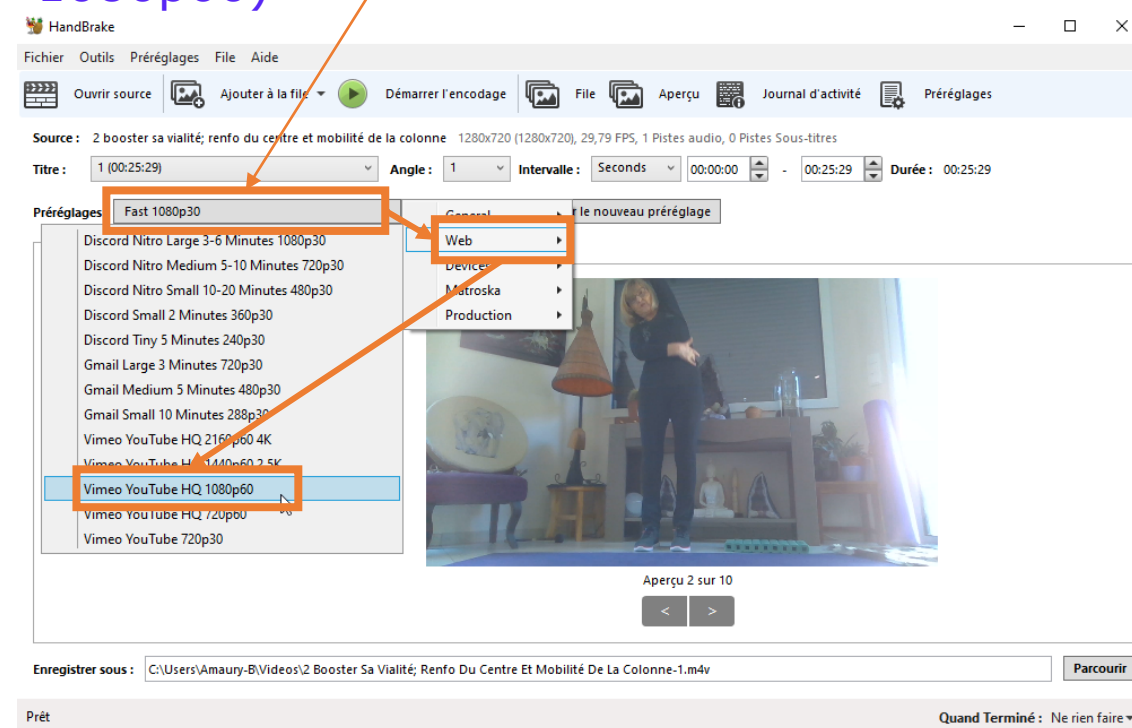 HandBrake
Fichier Outils Préréglages File Aide
Ouvrir source Ajouter à la file Démarrer l'encodage File Aperçu Journal d'activité Préréglages
Source : 2 booster sa vialité; renfo du centre et mobilité de la colonne 1280x720 (1280x720), 29,79 FPS, 1 Pistes audio, 0 Pistes Sous-titres
Titre : 1 (00:25:29) Angle : 1 Intervalle : Seconds 00:00:00 - 00:25:29 Durée : 00:25:29
Préréglages Fast 1080p30 General r le nouveau préréglage
Discord Nitro Large 3-6 Minutes 1080p30 Web
Discord Nitro Medium 5-10 Minutes 720p30 Devices
Discord Nitro Small 10-20 Minutes 480p30 Matroska
Discord Small 2 Minutes 360p30 Production
Discord Tiny 5 Minutes 240p30
Gmail Large 3 Minutes 720p30
Gmail Medium 5 Minutes 480p30
Gmail Small 10 Minutes 288p30
Vimeo YouTube HQ 2160p60 4K
Vimeo YouTube HQ 1440p60 2.5K
Vimeo YouTube HQ 1080p60
Vimeo YouTube HQ 720p60
Vimeo YouTube 720p30
Aperçu 2 sur 10
< >
Enregistrer sous : C:\Users\Amaury-B\Videos\2 Booster Sa Vialité; Renfo Du Centre Et Mobilité De La Colonne-1.m4v Parcourir
Prêt Quand Terminé : Ne rien faire